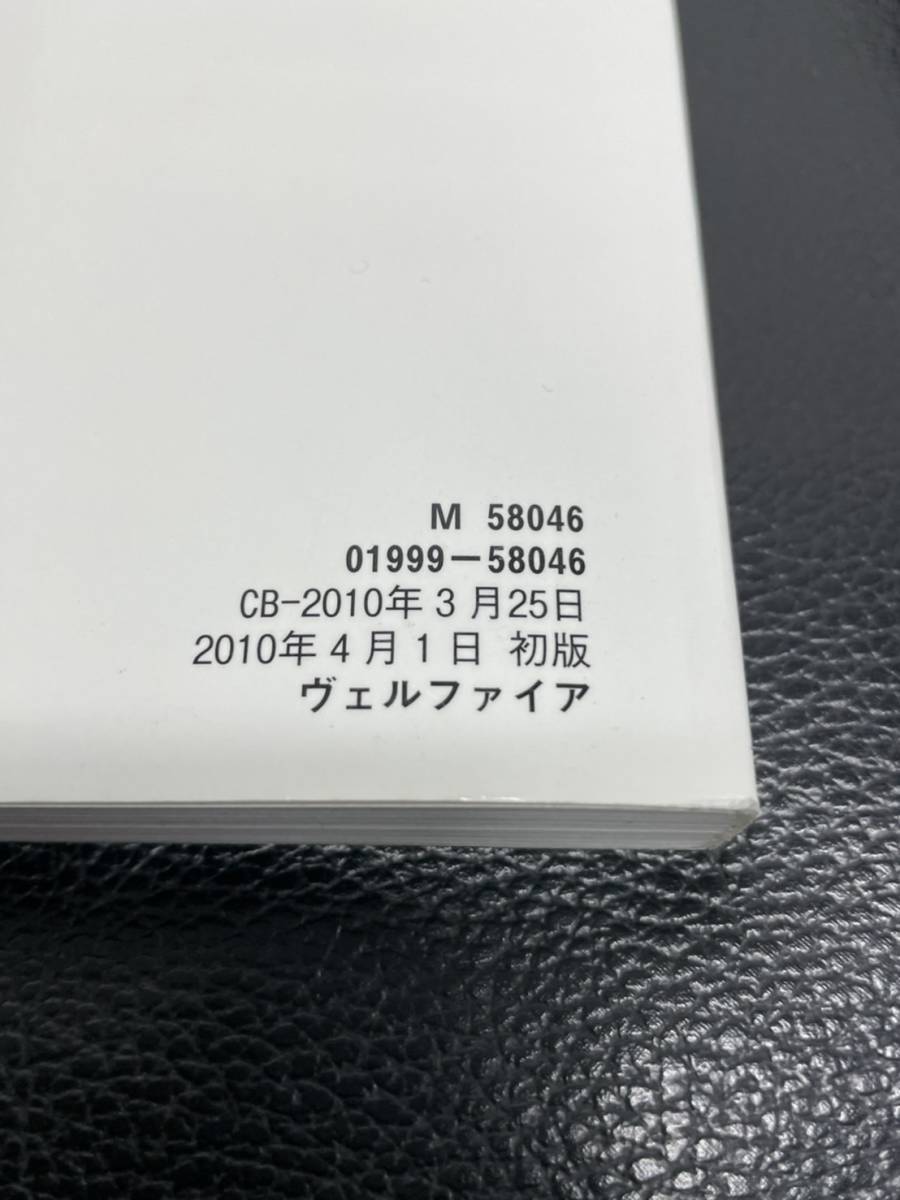 M 58046
01999-58046
CB-2010年3月25日
2010年4月1日 初版
ヴェルファイア